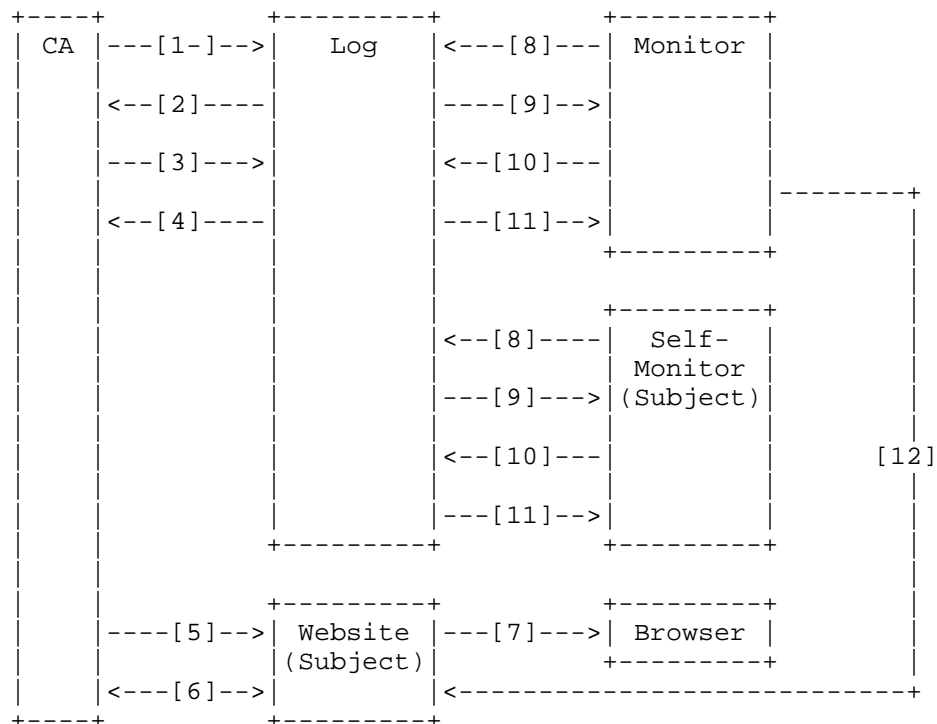 +----+          +---------+          +---------+
| CA |---[1-]-->|   Log   |<---[8]---| Monitor |
|    |          |         |          |         |
|    |<--[2]----|         |----[9]-->|         |
|    |          |         |          |         |
|    |---[3]--->|         |<--[10]---|         |
|    |          |         |          |         |--------+
|    |<--[4]----|         |---[11]-->|         |        |
|    |          |         |          +---------+        |
|    |          |         |                             |
|    |          |         |          +---------+        |
|    |          |         |<--[8]----|  Self-  |        |
|    |          |         |          | Monitor |        |
|    |          |         |---[9]--->|(Subject)|        |
|    |          |         |          |         |        |
|    |          |         |<--[10]---|         |      [12]
|    |          |         |          |         |        |
|    |          |         |---[11]-->|         |        |
|    |          +---------+          +---------+        |
|    |                                                  |
|    |          +---------+          +---------+        |
|    |----[5]-->| Website |---[7]--->| Browser |        |
|    |          |(Subject)|          +---------+        |
|    |<---[6]-->|         |<----------------------------+
+----+          +---------+